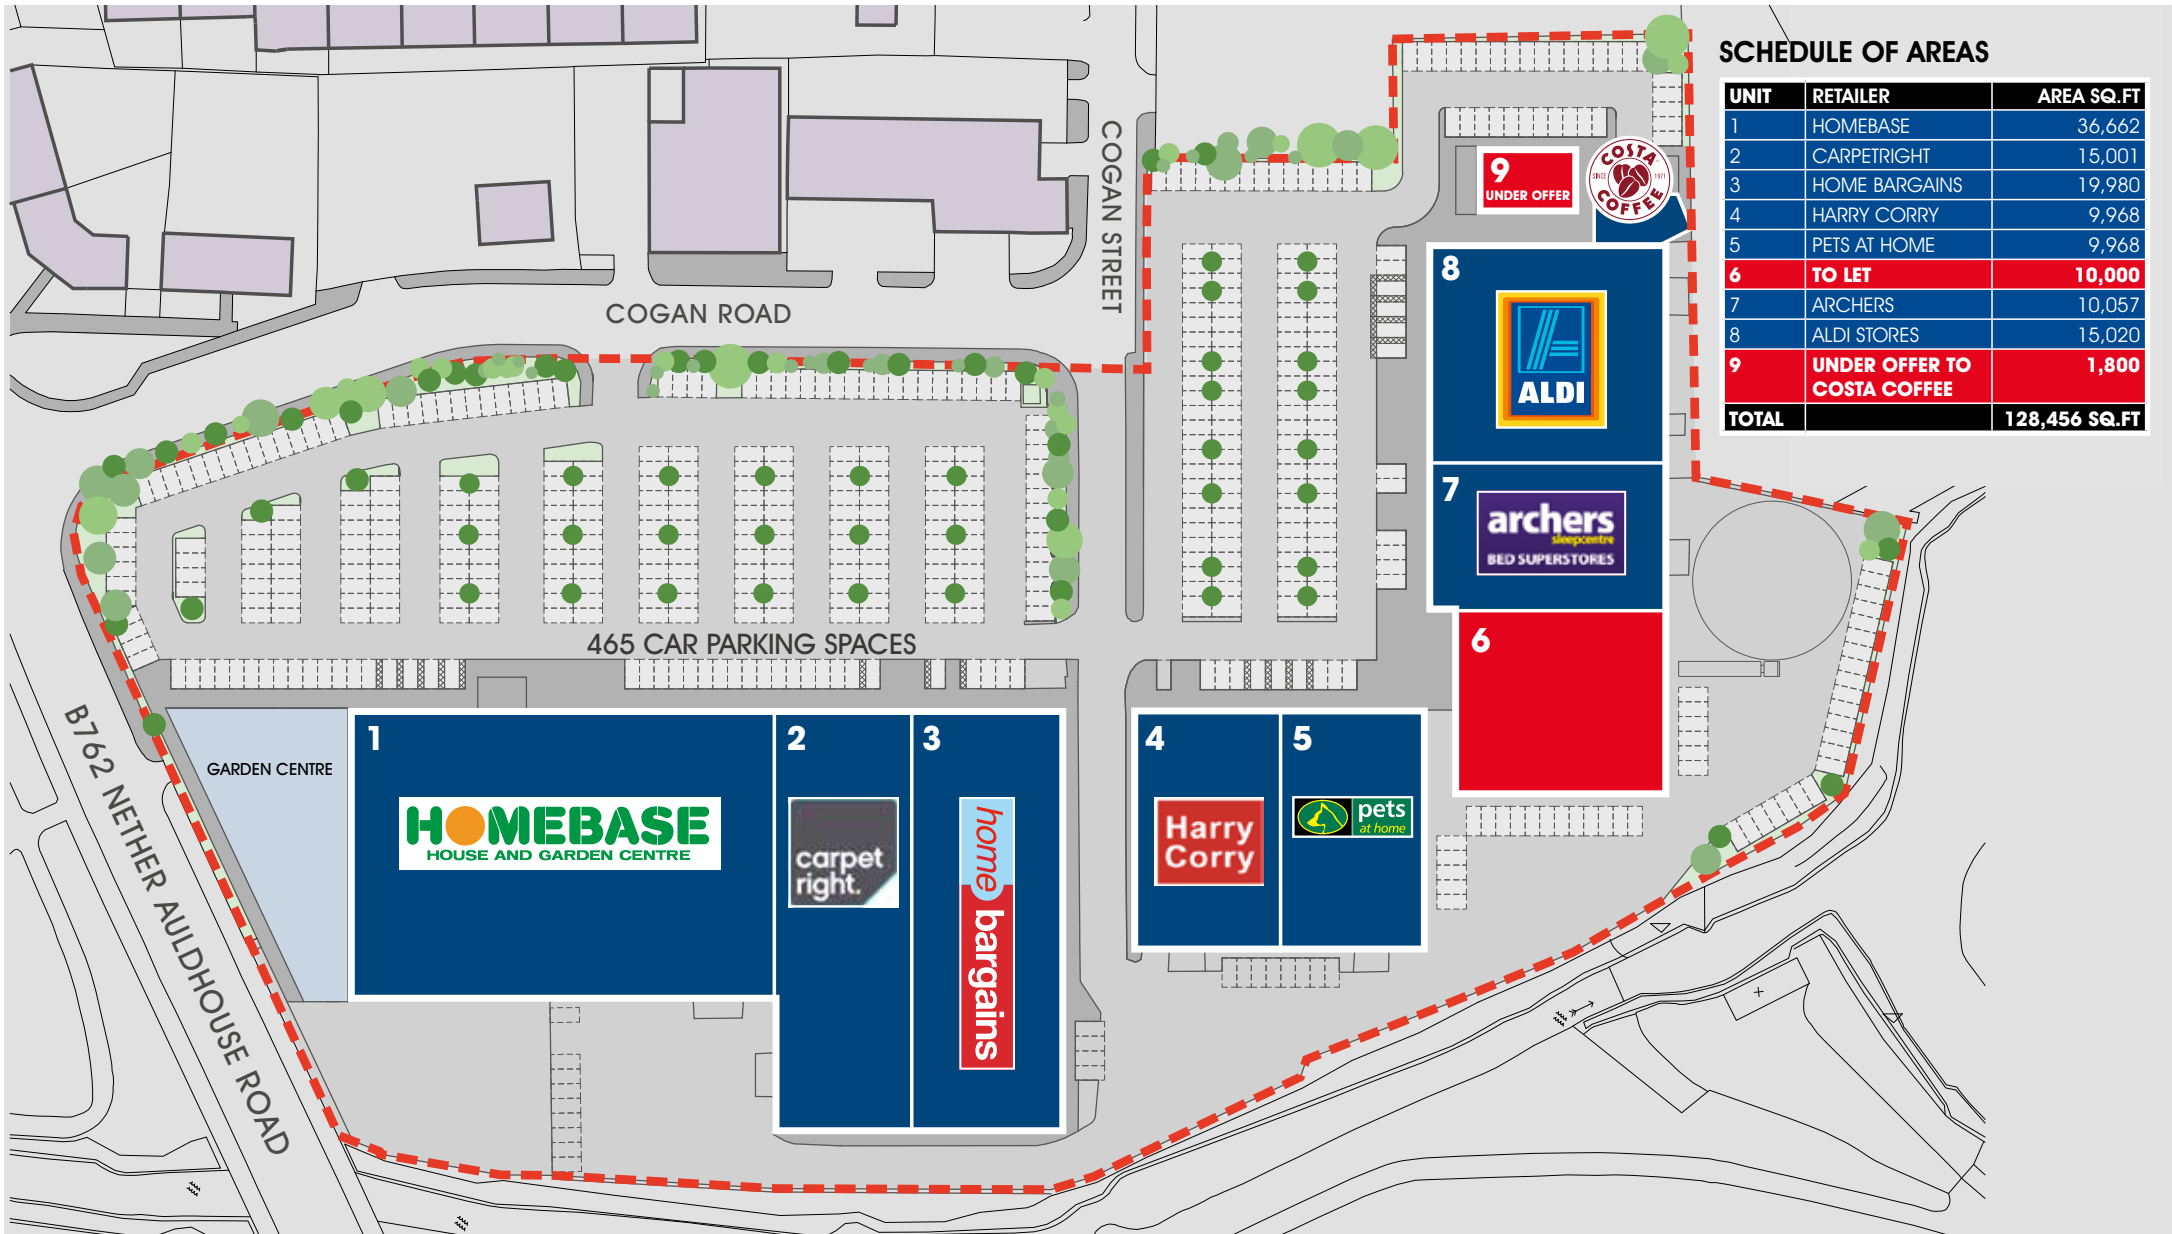 SCHEDULE OF AREAS
UNIT RETAILER AREA SQ.FT
1 HOMEBASE 36,662
2 CARPETRIGHT 15,001
3 HOME BARGAINS 19,980
4 HARRY CORRY 9,968
5 PETS AT HOME 9,968
6 TO LET 10,000
7 ARCHERS 10,057
8 ALDI STORES 15,020
9 UNDER OFFER TO 1,800
COSTA COFFEE
TOTAL 128,456 SQ.FT
COGAN STREET
COGAN ROAD
9
UNDER OFFER
COSTA
SINCE 1971
COFFEE
8
ALDI
7
archers
sleepcentre
BED SUPERSTORES
6
465 CAR PARKING SPACES
B762 NETHER AULDHOUSE ROAD
GARDEN CENTRE
1
HOMEBASE
HOUSE AND GARDEN CENTRE
2
carpet
right.
3
home
bargains
4
Harry
Corry
5
pets
at home